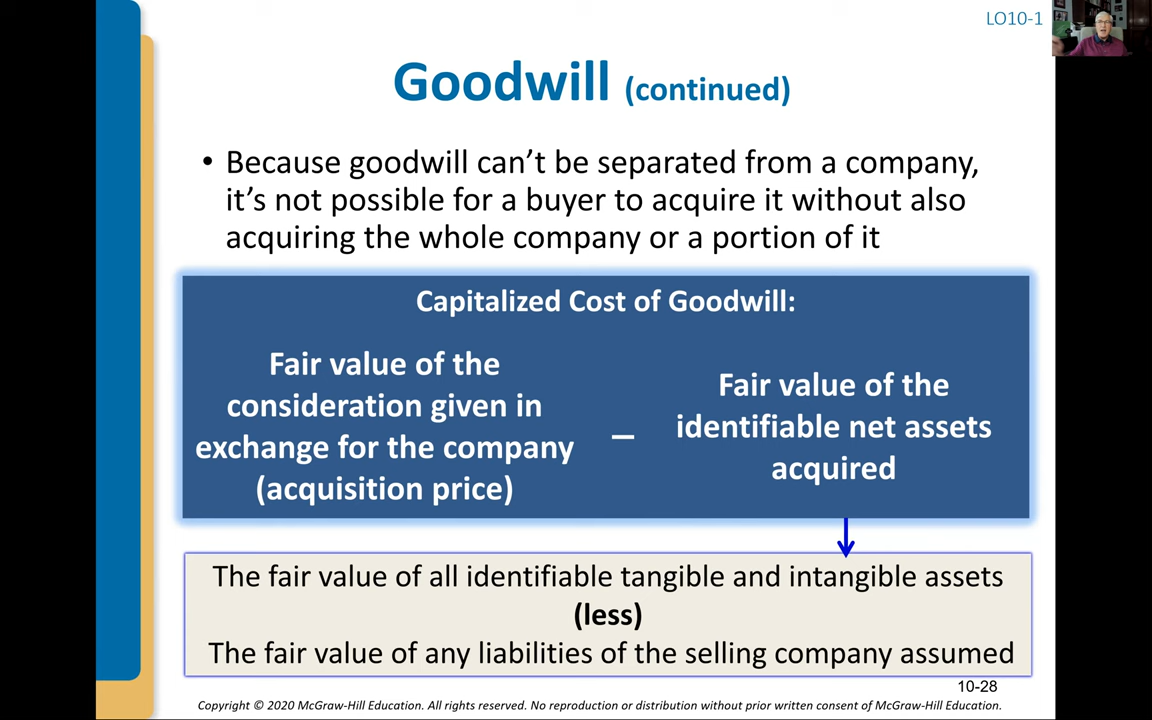 LO10-1
Goodwill (continued)
• Because goodwill can’t be separated from a company,
it’s not possible for a buyer to acquire it without also
acquiring the whole company or a portion of it
Capitalized Cost of Goodwill:
Fair value of the
consideration given in
exchange for the company
(acquisition price)
–
Fair value of the
identifiable net assets
acquired
The fair value of all identifiable tangible and intangible assets
(less)
The fair value of any liabilities of the selling company assumed
10-28
Copyright © 2020 McGraw-Hill Education. All rights reserved. No reproduction or distribution without prior written consent of McGraw-Hill Education.